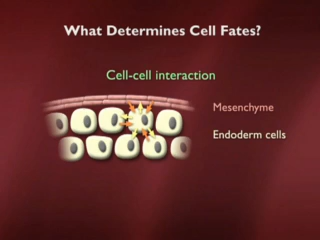 What Determines Cell Fates?
Cell-cell interaction
Mesenchyme
Endoderm cells